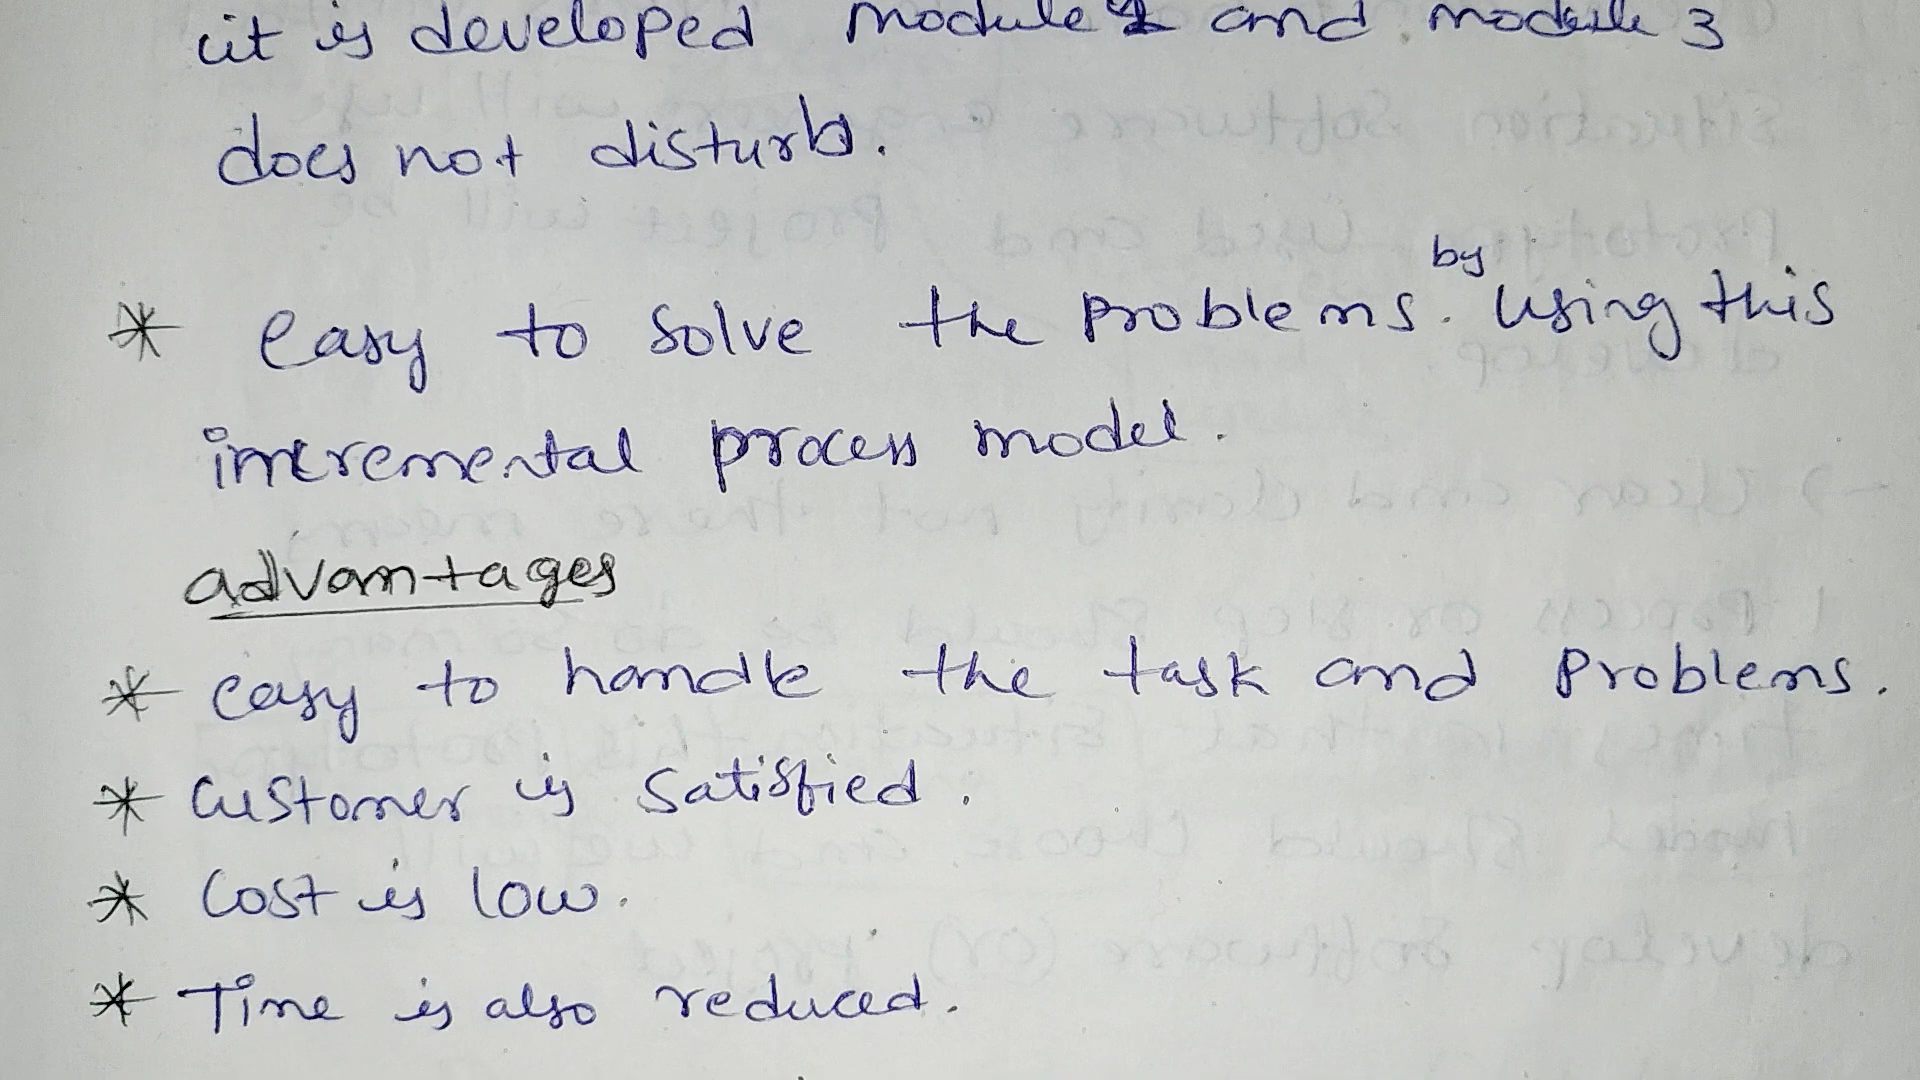 it is developed module 2 and module 3
does not disturb.
* easy to solve the problems. by using this
incremental process model.
advantages
* easy to handle the task and problems.
* Customer is satisfied.
* Cost is low.
* Time is also reduced.